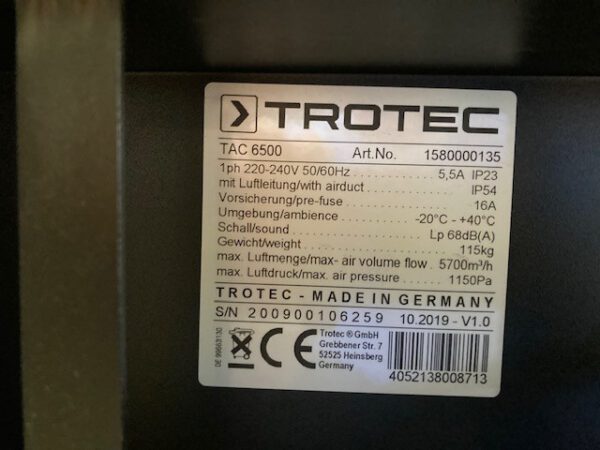 TROTEC
TAC 6500 Art.No. 1580000135
1ph 220-240V 50/60Hz . . . . . . . . . . . . 5,5A IP23
mit Luftleitung/with airduct . . . . . . . . . . . . . . IP54
Vorsicherung/pre-fuse . . . . . . . . . . . . . . . . . 16A
Umgebung/ambience . . . . . . . . . -20°C - +40°C
Schall/sound . . . . . . . . . . . . . . . . . . Lp 68dB(A)
Gewicht/weight . . . . . . . . . . . . . . . . . . . . . 115kg
max. Luftmenge/max- air volume flow . 5700m³/h
max. Luftdruck/max. air pressure . . . . . . 1150Pa
TROTEC - MADE IN GERMANY
S/N 200900106259 10.2019 - V1.0
CE
Trotec ® GmbH
Grebbener Str. 7
52525 Heinsberg
Germany
4052138008713